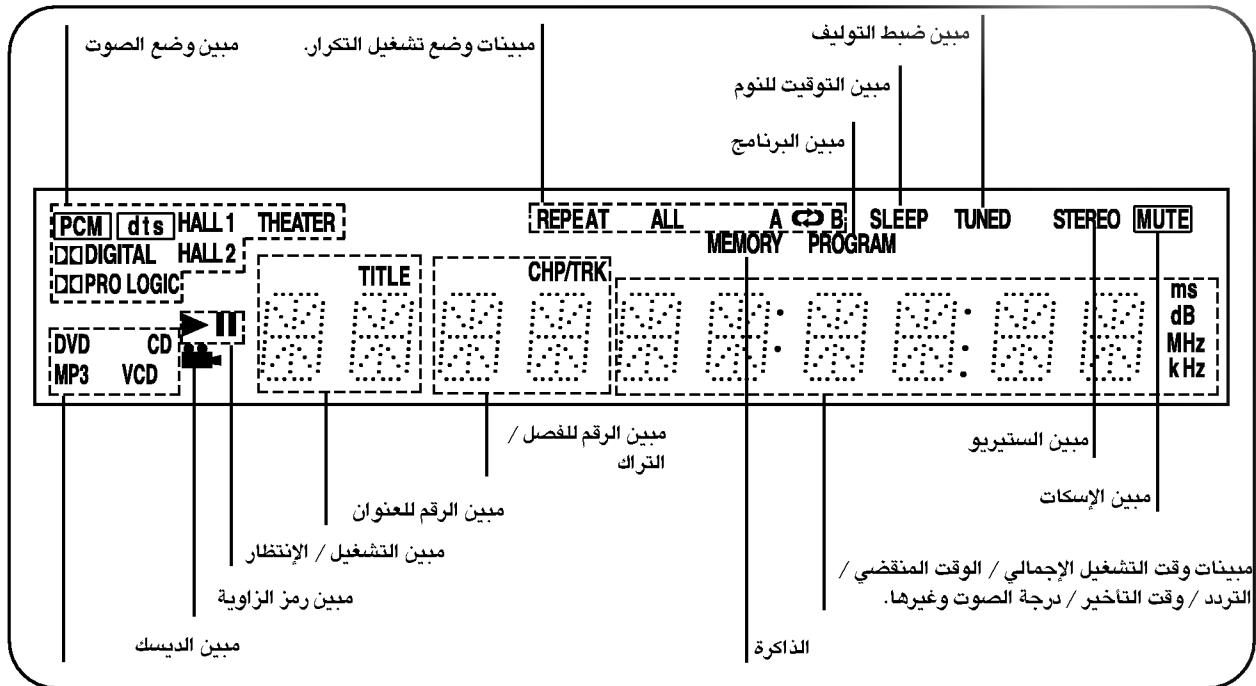 مبين ضبط التوليف
مبينات وضع تشغيل التكرار.
مبين وضع الصوت
مبين التوقيت للنوم
مبين البرنامج
PCM dts HALL 1 THEATER
REPEAT ALL A B SLEEP TUNED STEREO MUTE
DIGITAL HALL 2
MEMORY PROGRAM
PRO LOGIC
TITLE
CHP/TRK
ms
dB
MHz
kHz
DVD CD
MP3 VCD
مبين الرقم للفصل /
التراك
مبين الستيريو
مبين الإسكات
مبين الرقم للعنوان
مبين التشغيل / الإنتظار
مبينات وقت التشغيل الإجمالي / الوقت المنقضي /
التردد / وقت التأخير / درجة الصوت وغيرها.
مبين رمز الزاوية
مبين الديسك
الذاكرة